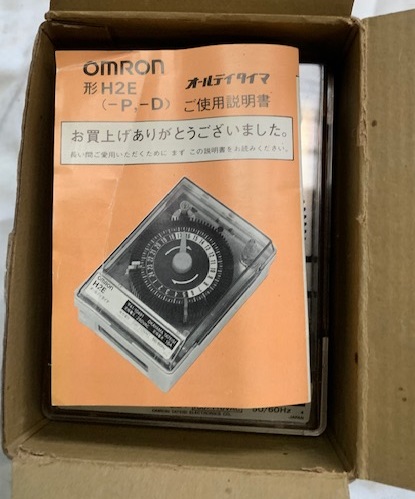 OMRON オールデイタイマ
形H2E
(-P,-D) ご使用説明書
お買上げありがとうございました。
長い間ご愛用いただくために まず この説明書をお読みください。
OMRON
H2E
50/60Hz